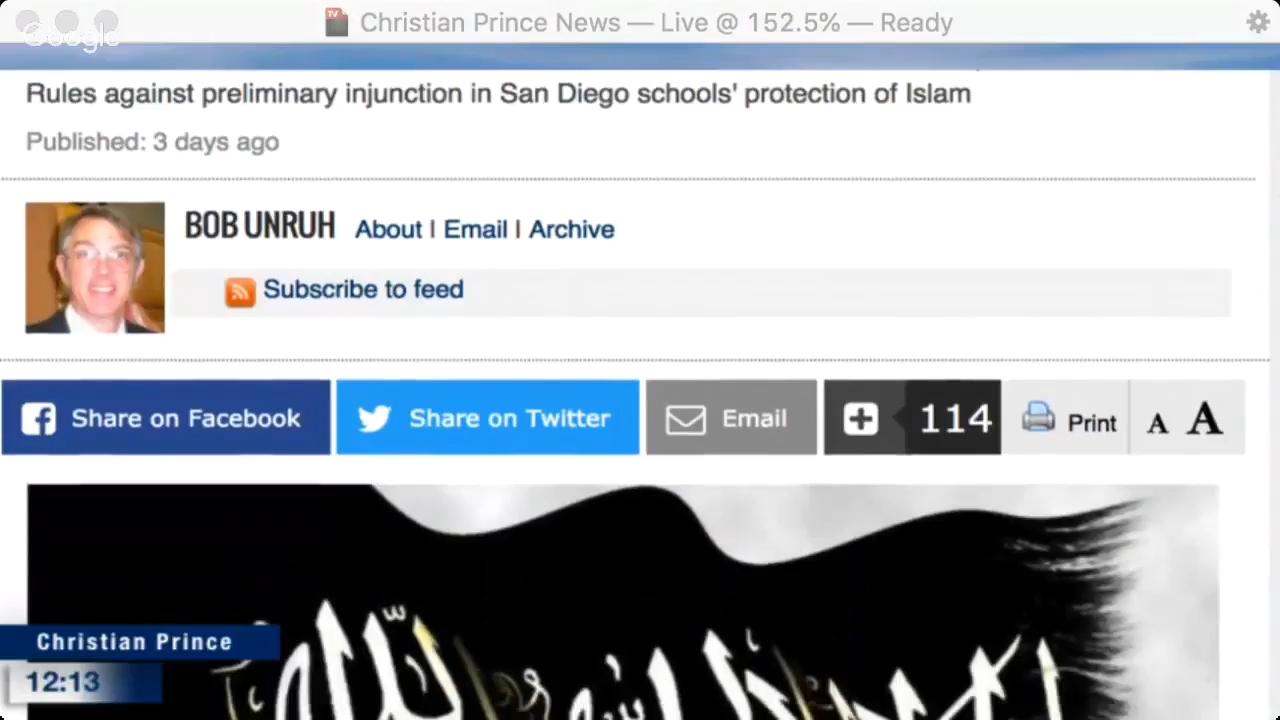 Christian Prince News — Live @ 152.5% — Ready
Google
Rules against preliminary injunction in San Diego schools' protection of Islam
Published: 3 days ago
BOB UNRUH About | Email | Archive
Subscribe to feed
Share on Facebook Share on Twitter Email 114 Print A A
Christian Prince
12:13